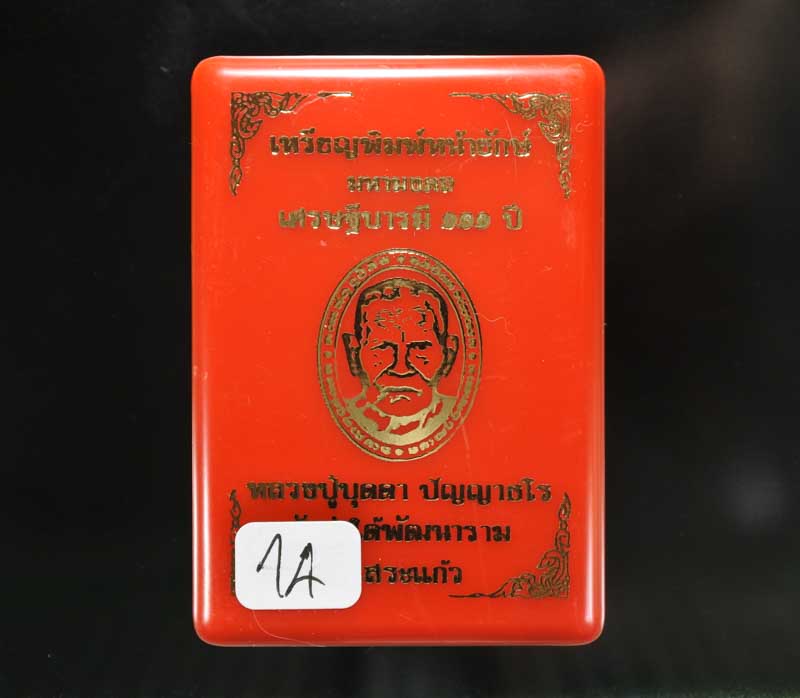 เหรียญพิมพ์หน้ายักษ์
มหามงคล
เศรษฐีบารมี ๑๑๑ ปี
หลวงปู่บุดดา ปัญญาธโร
ใต้พัฒนาราม
สระแก้ว